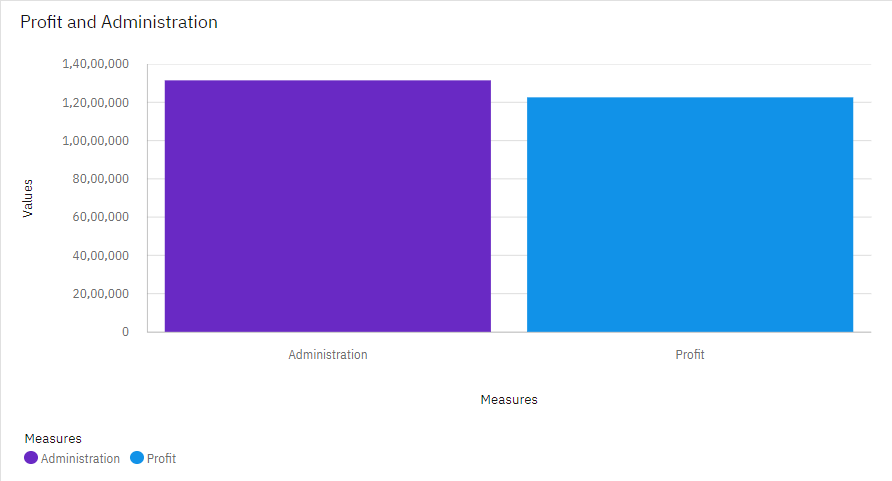 Profit and Administration
Values
1,40,00,000
1,20,00,000
1,00,00,000
80,00,000
60,00,000
40,00,000
20,00,000
0
Administration
Profit
Measures
Measures
Administration Profit